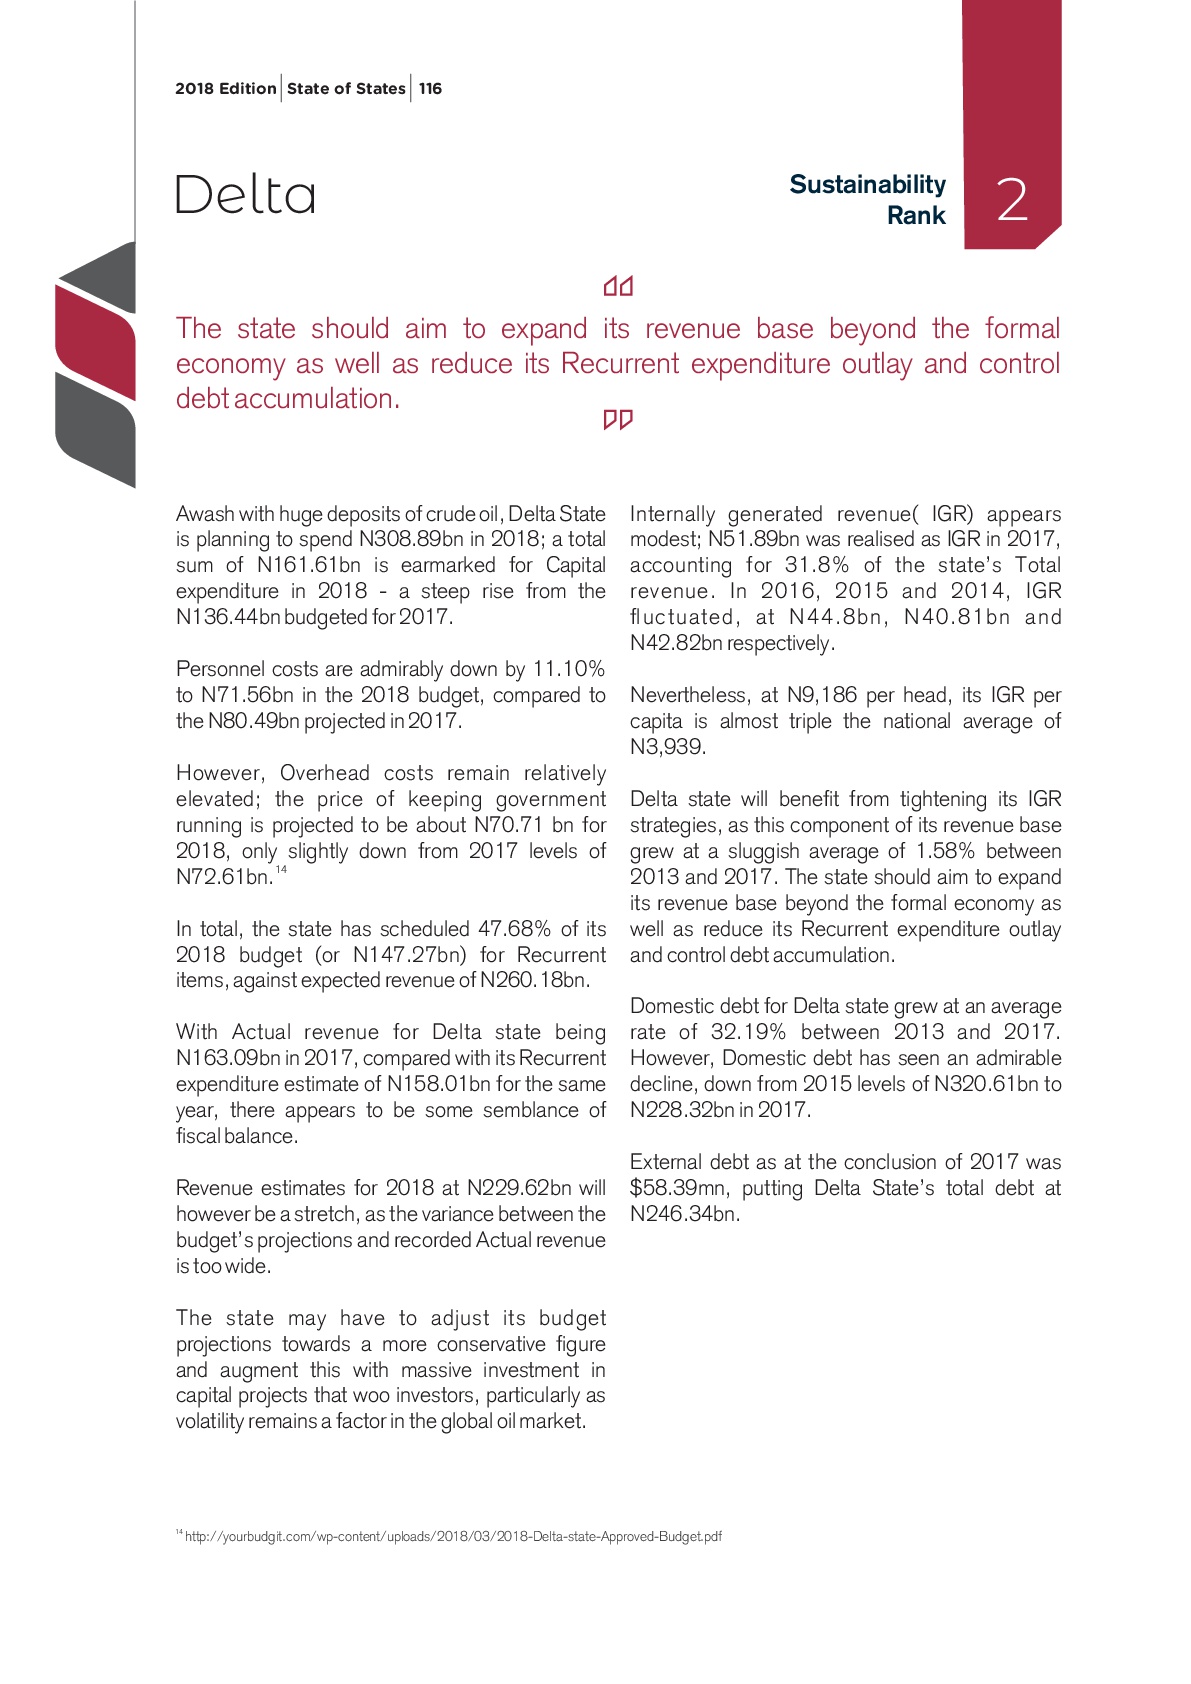 2018 Edition | State of States | 116
Delta
Sustainability
Rank
2
The state should aim to expand its revenue base beyond the formal
economy as well as reduce its Recurrent expenditure outlay and control
debt accumulation.
Awash with huge deposits of crude oil, Delta State
is planning to spend N308.89bn in 2018; a total
sum of N161.61bn is earmarked for Capital
expenditure in 2018 - a steep rise from the
N136.44bn budgeted for 2017.
Personnel costs are admirably down by 11.10%
to N71.56bn in the 2018 budget, compared to
the N80.49bn projected in 2017.
However, Overhead costs remain relatively
elevated; the price of keeping government
running is projected to be about N70.71 bn for
2018, only slightly down from 2017 levels of
N72.61bn.14
In total, the state has scheduled 47.68% of its
2018 budget (or N147.27bn) for Recurrent
items, against expected revenue of N260.18bn.
With Actual revenue for Delta state being
N163.09bn in 2017, compared with its Recurrent
expenditure estimate of N158.01bn for the same
year, there appears to be some semblance of
fiscal balance.
Revenue estimates for 2018 at N229.62bn will
however be a stretch, as the variance between the
budget's projections and recorded Actual revenue
is too wide.
The state may have to adjust its budget
projections towards a more conservative figure
and augment this with massive investment in
capital projects that woo investors, particularly as
volatility remains a factor in the global oil market.
Internally generated revenue( IGR) appears
modest; N51.89bn was realised as IGR in 2017,
accounting for 31.8% of the state's Total
revenue. In 2016, 2015 and 2014, IGR
fluctuated, at N44.8bn, N40.81bn and
N42.82bn respectively.
Nevertheless, at N9,186 per head, its IGR per
capita is almost triple the national average of
N3,939.
Delta state will benefit from tightening its IGR
strategies, as this component of its revenue base
grew at a sluggish average of 1.58% between
2013 and 2017. The state should aim to expand
its revenue base beyond the formal economy as
well as reduce its Recurrent expenditure outlay
and control debt accumulation.
Domestic debt for Delta state grew at an average
rate of 32.19% between 2013 and 2017.
However, Domestic debt has seen an admirable
decline, down from 2015 levels of N320.61bn to
N228.32bn in 2017.
External debt as at the conclusion of 2017 was
$58.39mn, putting Delta State's total debt at
N246.34bn.
14 http://yourbudgit.com/wp-content/uploads/2018/03/2018-Delta-state-Approved-Budget.pdf